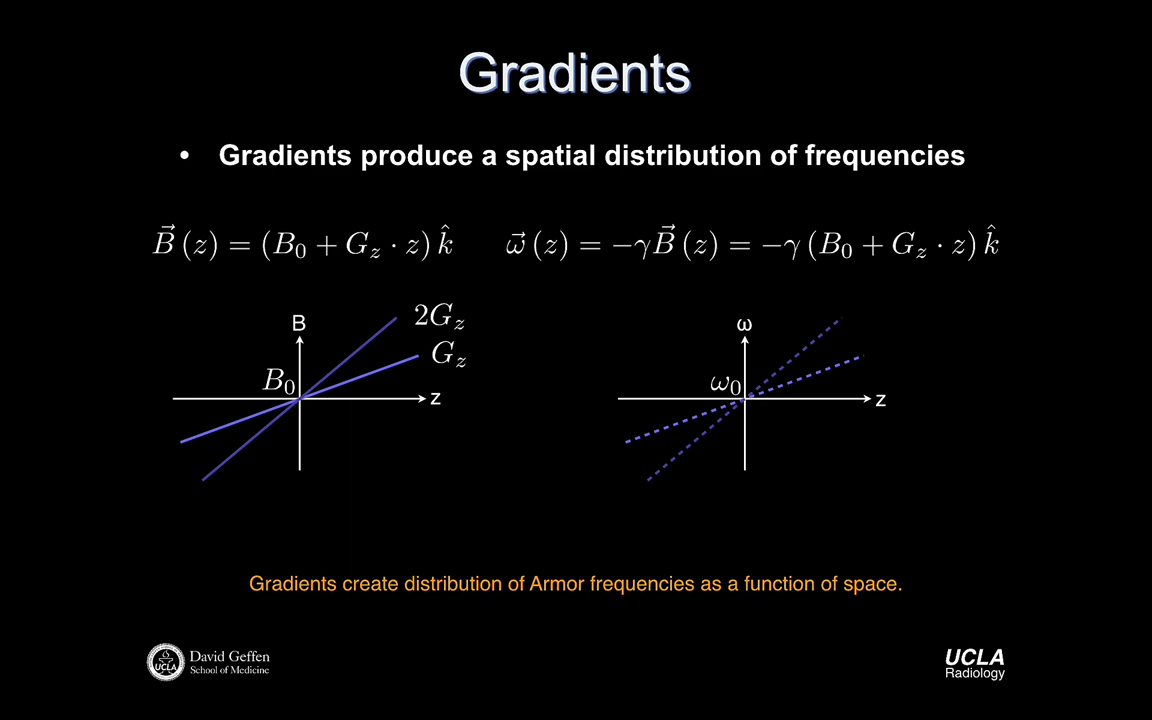 Gradients
• Gradients produce a spatial distribution of frequencies
$\vec{B}(z) = (B_0 + G_z \cdot z)\,\hat{k}$ $\vec{\omega}(z) = -\gamma \vec{B}(z) = -\gamma (B_0 + G_z \cdot z)\,\hat{k}$
B 2G_z ω
G_z
B_0 ω_0
z z
Gradients create distribution of Armor frequencies as a function of space.
UCLA David Geffen UCLA
School of Medicine Radiology